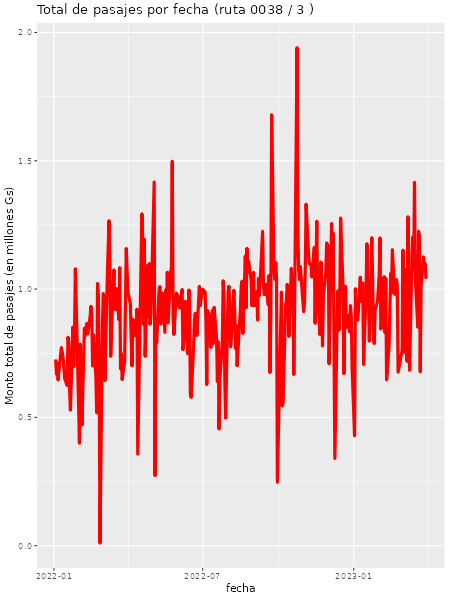 Total de pasajes por fecha (ruta 0038 / 3 )
Monto total de pasajes (en millones Gs)
2.0
1.5
1.0
0.5
0.0
2022-01 2022-07 2023-01
fecha